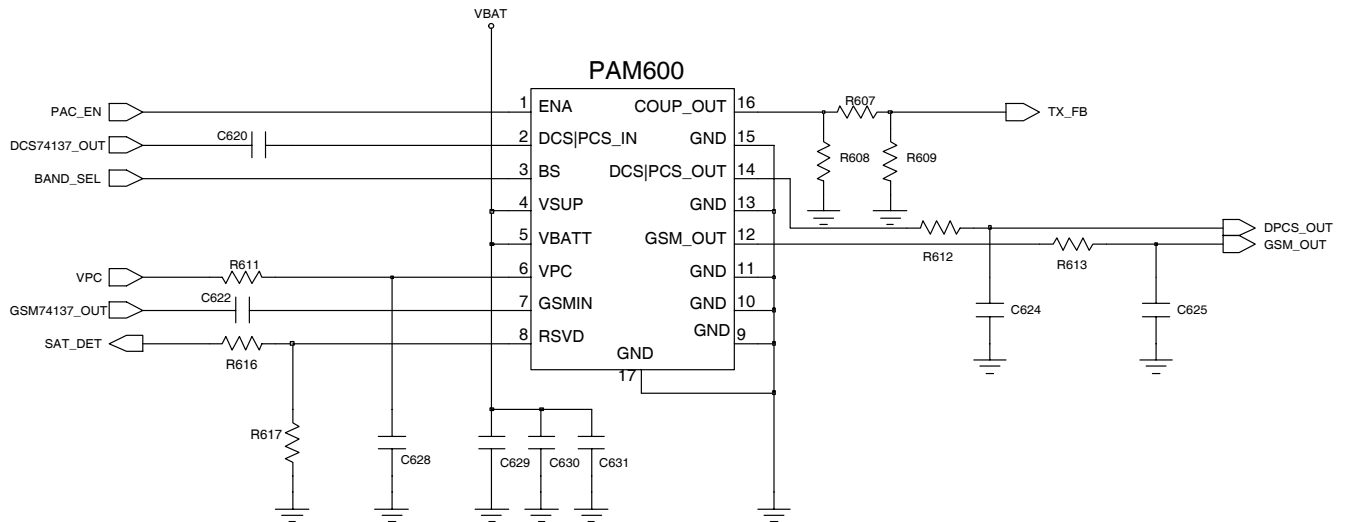 VBAT
PAM600
PAC_EN
1 ENA
COUP_OUT 16
R607
TX_FB
DCS74137_OUT
C620
2 DCS|PCS_IN
GND 15
R608
R609
BAND_SEL
3 BS
DCS|PCS_OUT 14
4 VSUP
GND 13
DPCS_OUT
5 VBATT
GSM_OUT 12
R612
R613
GSM_OUT
VPC
R611
6 VPC
GND 11
GSM74137_OUT
C622
7 GSMIN
GND 10
C624
C625
SAT_DET
R616
8 RSVD
GND 9
GND
17
R617
C628
C629
C630
C631